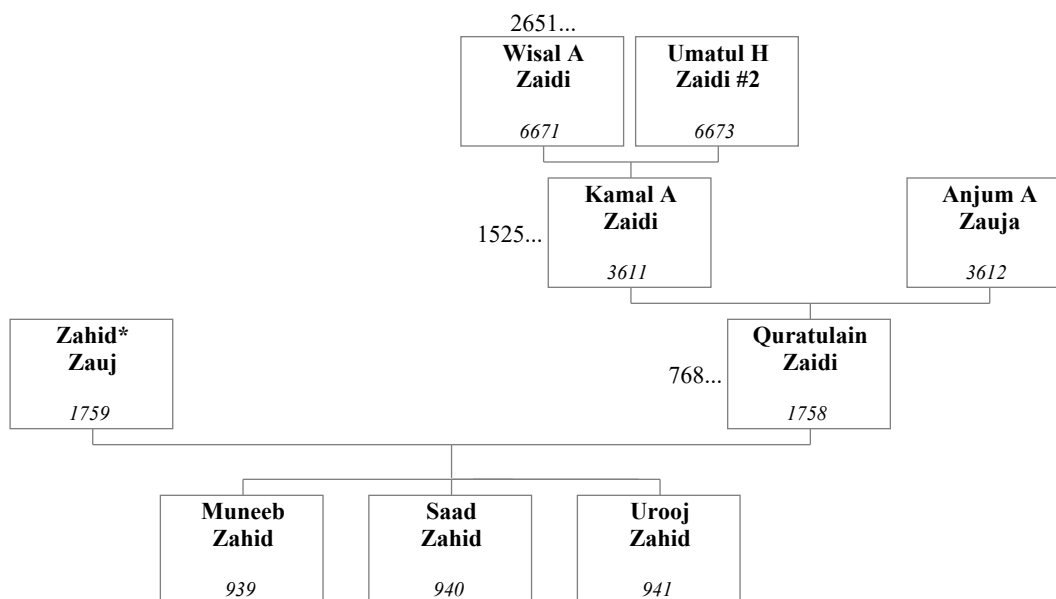 2651...
Wisal A
Zaidi
6671
Umatul H
Zaidi #2
6673
1525...
Kamal A
Zaidi
3611
Anjum A
Zauja
3612
Zahid*
Zauj
1759
768...
Quratulain
Zaidi
1758
Muneeb
Zahid
939
Saad
Zahid
940
Urooj
Zahid
941